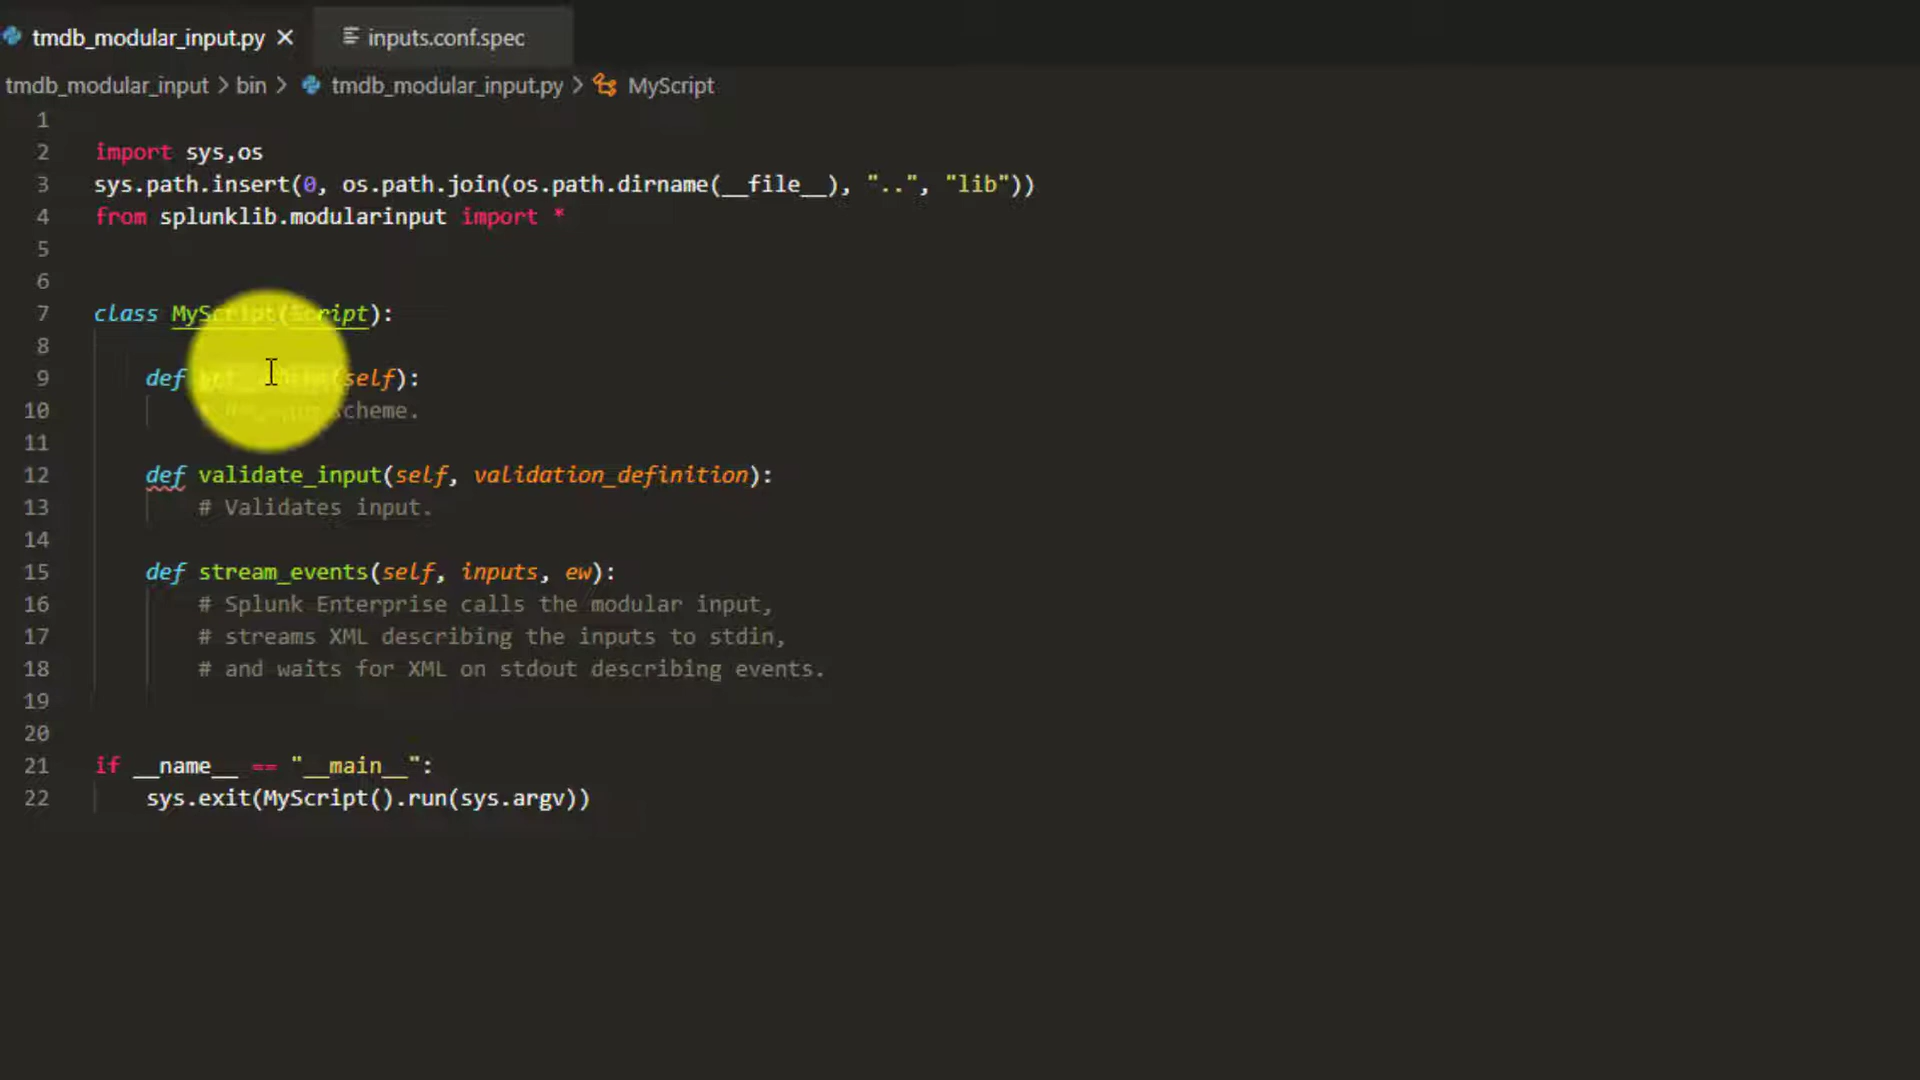 tmdb_modular_input.py
inputs.conf.spec
tmdb_modular_input > bin > tmdb_modular_input.py > MyScript
1
2 import sys,os
3 sys.path.insert(0, os.path.join(os.path.dirname(__file__), "..", "lib"))
4 from splunklib.modularinput import *
5
6
7 class MyScript(Script):
8
9 def (self):
10 scheme.
11
12 def validate_input(self, validation_definition):
13 # Validates input.
14
15 def stream_events(self, inputs, ew):
16 # Splunk Enterprise calls the modular input,
17 # streams XML describing the inputs to stdin,
18 # and waits for XML on stdout describing events.
19
20
21 if __name__ == "__main__":
22 sys.exit(MyScript().run(sys.argv))